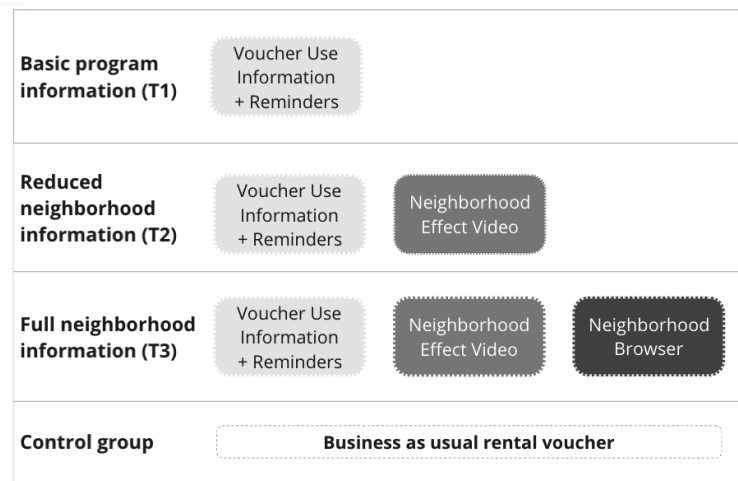 Basic program
information (T1)
Voucher Use
Information
+ Reminders
Reduced
neighborhood
information (T2)
Voucher Use
Information
+ Reminders
Neighborhood
Effect Video
Full neighborhood
information (T3)
Voucher Use
Information
+ Reminders
Neighborhood
Effect Video
Neighborhood
Browser
Control group
Business as usual rental voucher